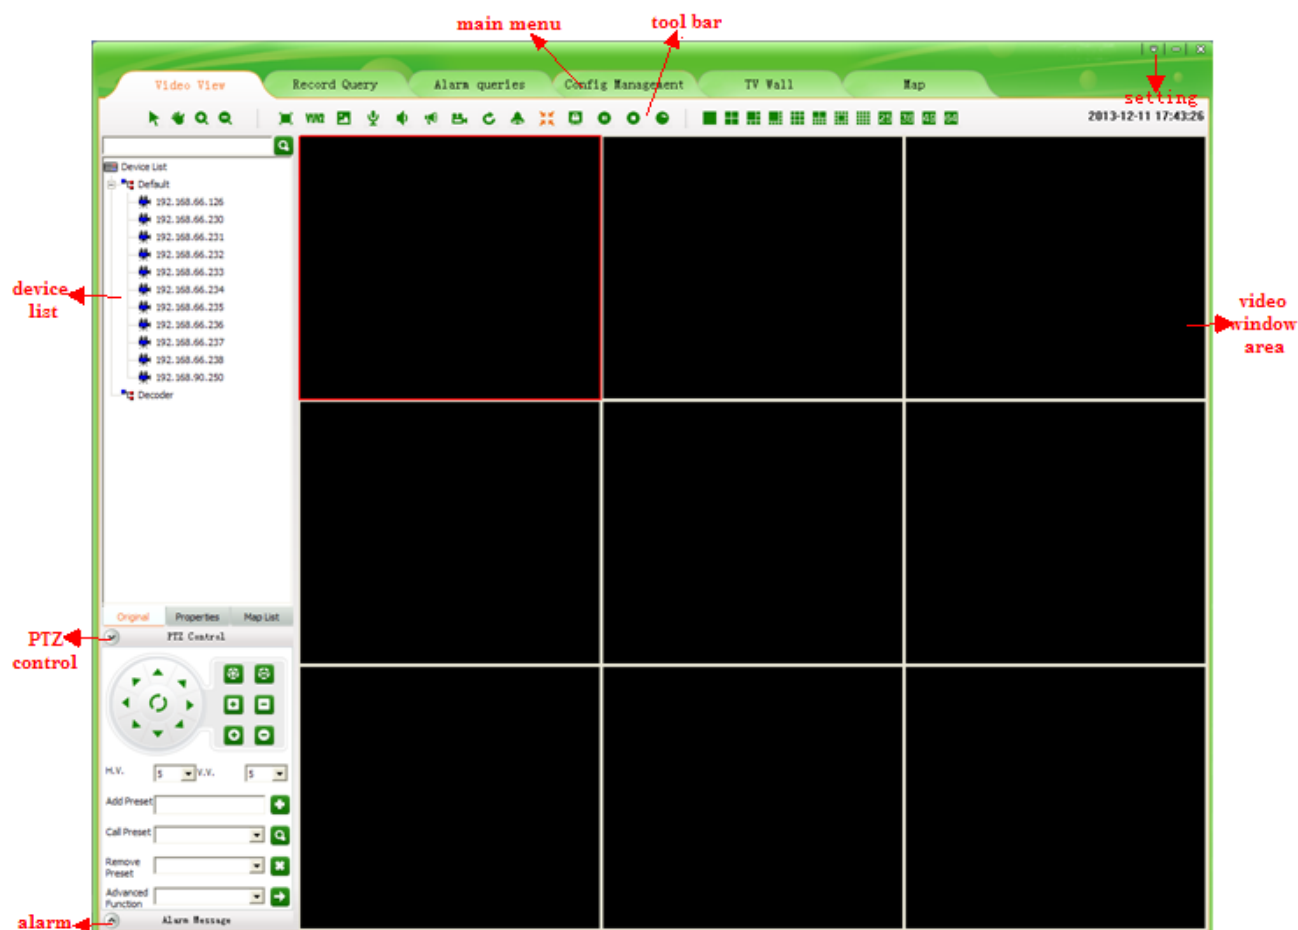 main menu
tool bar
Video View
Record Query
Alarm queries
Config Management
TV Wall
Map
setting
2013-12-11 17:43:26
Device List
Default
192.168.66.126
192.168.66.230
192.168.66.231
192.168.66.232
192.168.66.233
192.168.66.234
192.168.66.235
192.168.66.236
192.168.66.237
192.168.66.238
192.168.90.250
Decoder
device
list
video
window
area
Original
Properties
Map List
PTZ
control
PTZ Control
H.V.
5
V.V.
5
Add Preset
Call Preset
Remove
Preset
Advanced
Function
alarm
Alarm Message